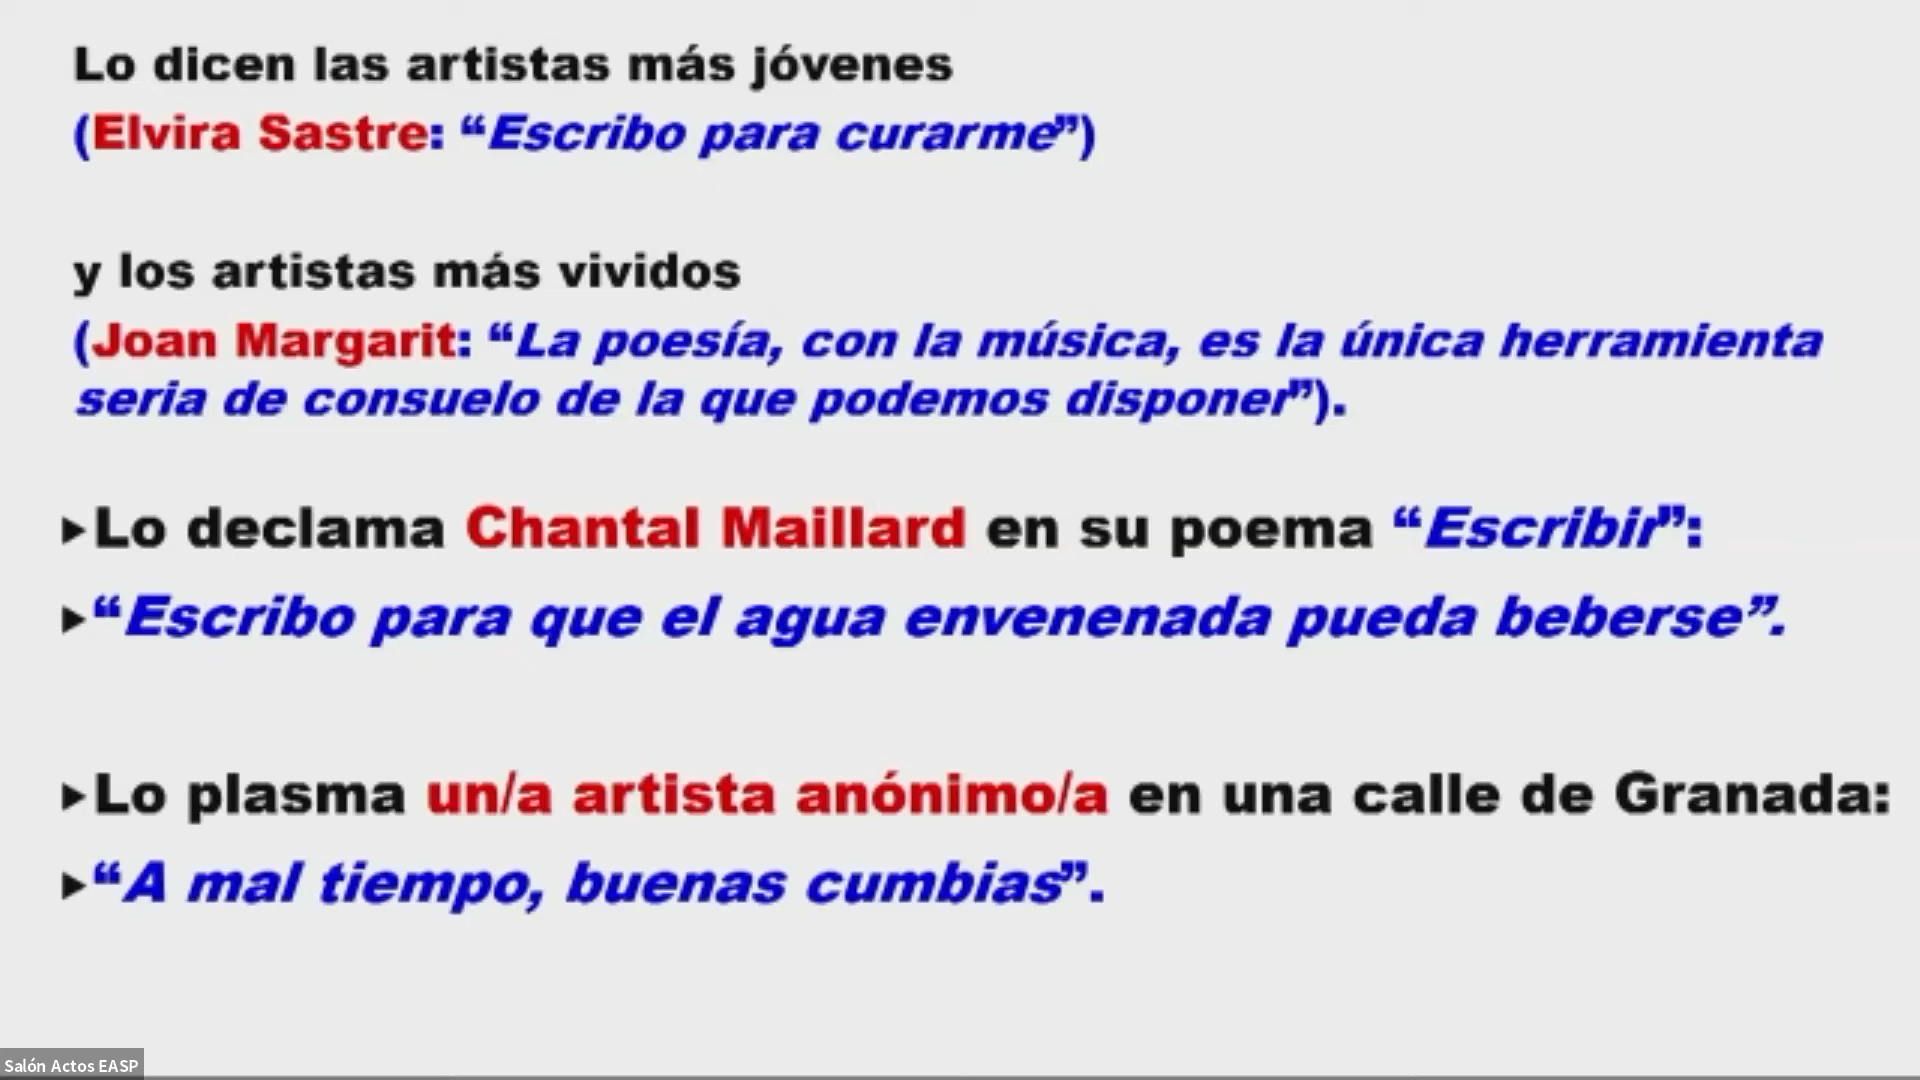 Lo dicen las artistas más jóvenes
(Elvira Sastre: “Escribo para curarme”)
y los artistas más vividos
(Joan Margarit: “La poesía, con la música, es la única herramienta
seria de consuelo de la que podemos disponer”).
▸Lo declama Chantal Maillard en su poema “Escribir”:
▸“Escribo para que el agua envenenada pueda beberse”.
▸Lo plasma un/a artista anónimo/a en una calle de Granada:
▸“A mal tiempo, buenas cumbias”.
Salón Actos EASP